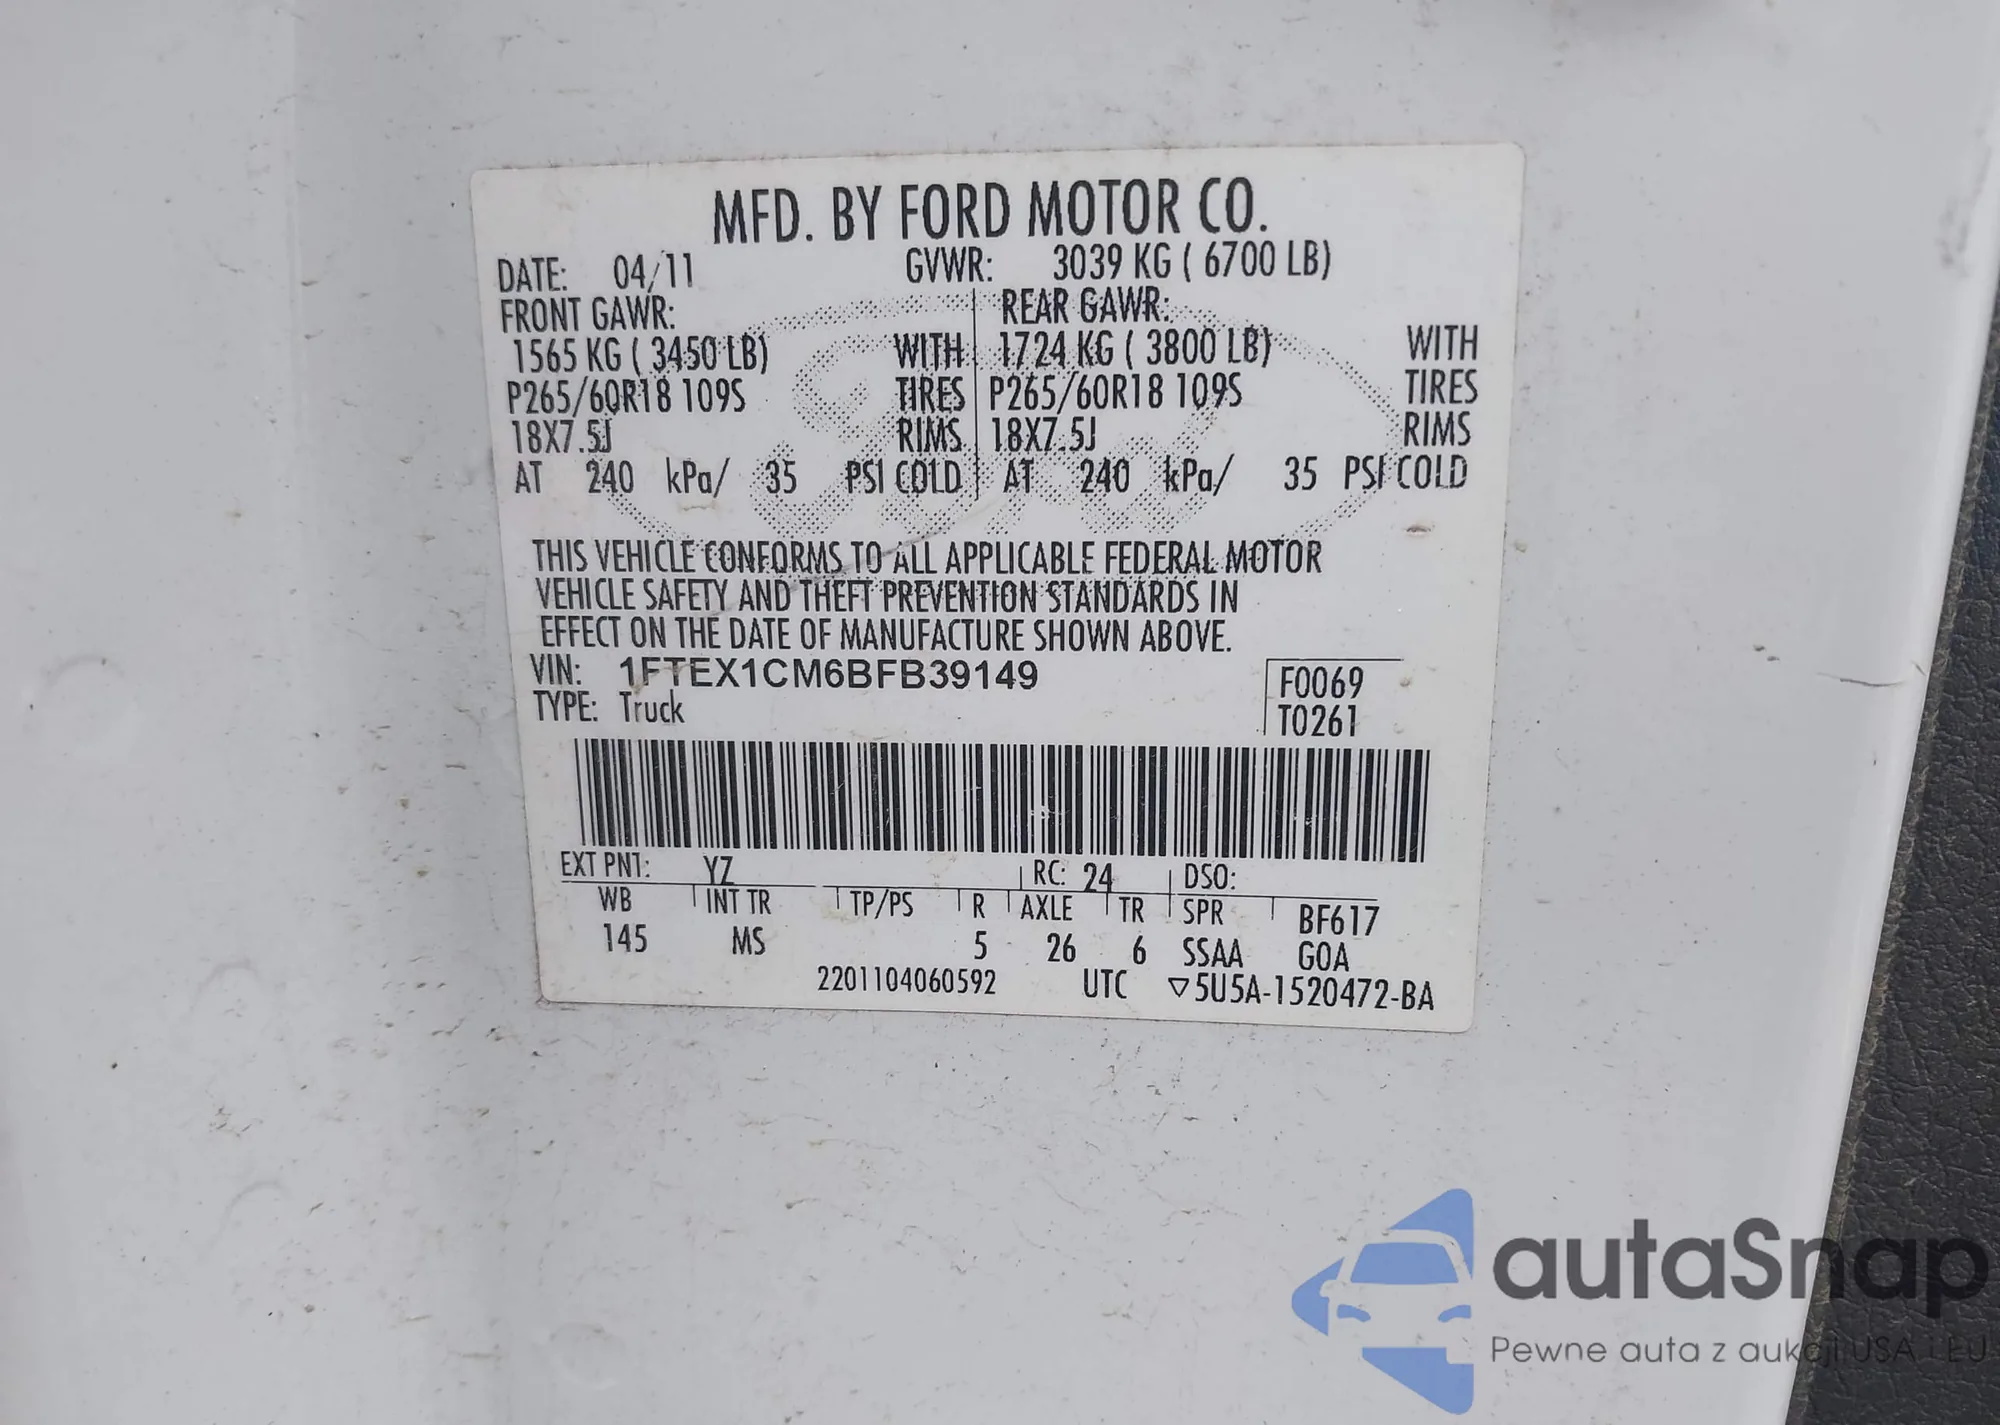 MFD. BY FORD MOTOR CO.
DATE: 04/11 GVWR: 3039 KG ( 6700 LB)
FRONT GAWR: REAR GAWR:
1565 KG ( 3450 LB) WITH 1724 KG ( 3800 LB) WITH
P265/60R18 109S TIRES P265/60R18 109S TIRES
18X7.5J RIMS 18X7.5J RIMS
AT 240 kPa/ 35 PSI COLD AT 240 kPa/ 35 PSI COLD
THIS VEHICLE CONFORMS TO ALL APPLICABLE FEDERAL MOTOR
VEHICLE SAFETY AND THEFT PREVENTION STANDARDS IN
EFFECT ON THE DATE OF MANUFACTURE SHOWN ABOVE.
VIN: 1FTEX1CM6BFB39149 F0069
TYPE: Truck T0261
EXT PNT: YZ RC: 24 DSO:
WB INT TR TP/PS R AXLE TR SPR BF617
145 MS 5 26 6 SSAA GOA
2201104060592 UTC ▽5U5A-1520472-BA
autaSnap
Pewne auta z aukcji USA i EU